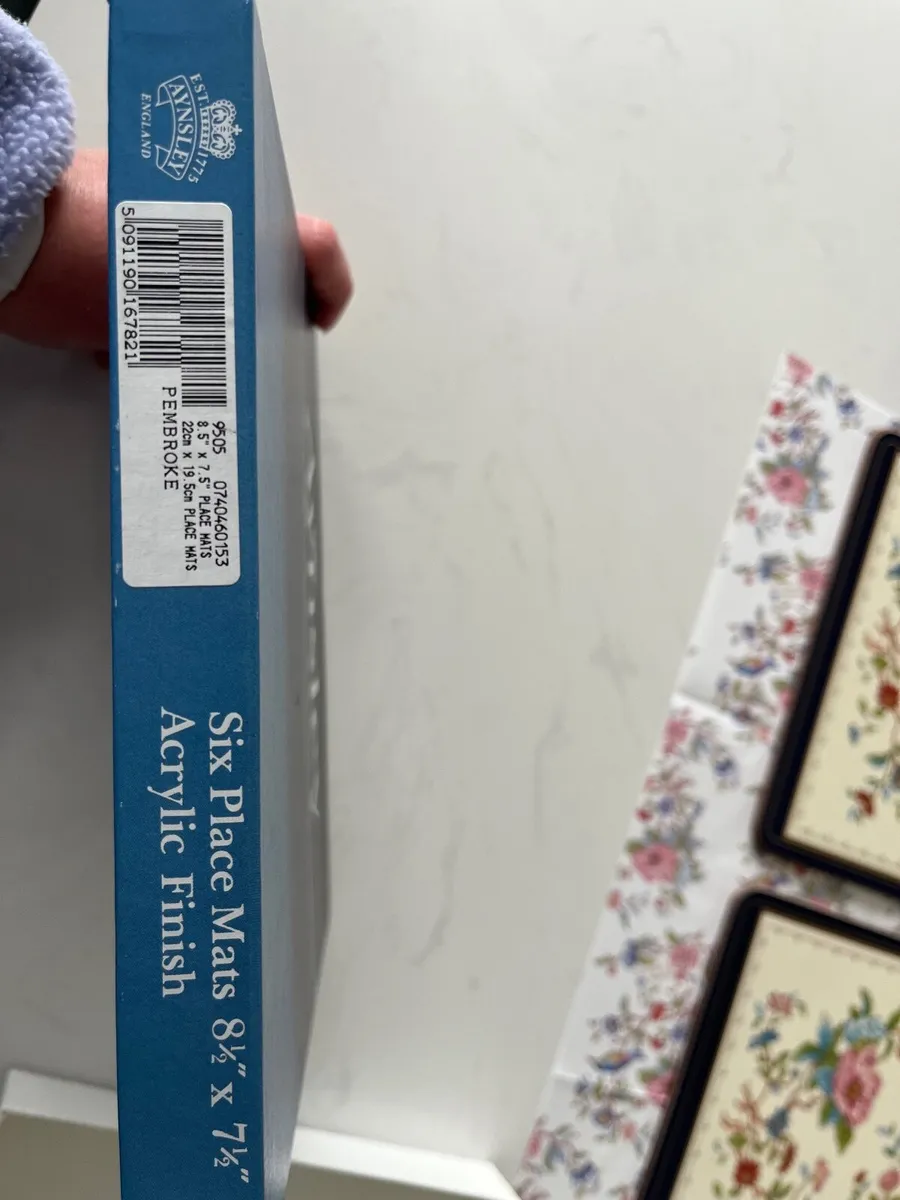 EST. 1775
AYNSLEY
ENGLAND
5 091190 167821
9505 0740460153
8.5" x 7.5" PLACE MATS
22cm X 19.5cm PLACE MATS
PEMBROKE
Six Place Mats 8½" x 7½"
Acrylic Finish